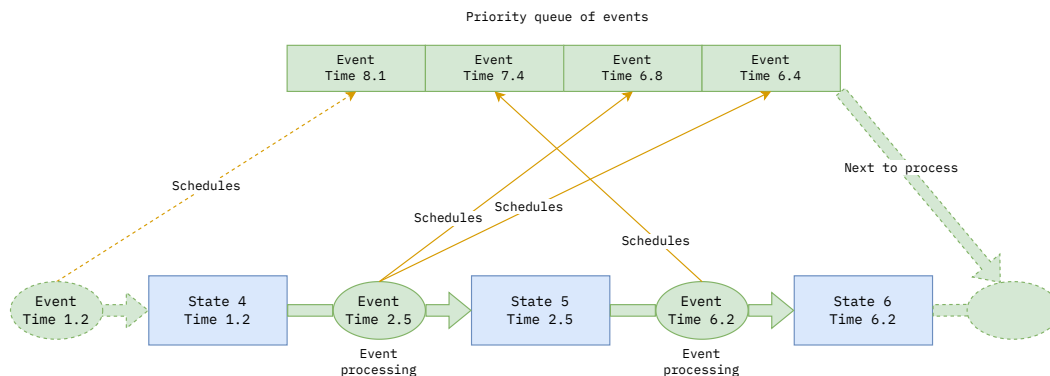 Priority queue of events
Event
Time 8.1
Event
Time 7.4
Event
Time 6.8
Event
Time 6.4
Next to process
Schedules
Schedules
Schedules
Schedules
Event
Time 1.2
State 4
Time 1.2
Event
Time 2.5
State 5
Time 2.5
Event
Time 6.2
State 6
Time 6.2
Event
processing
Event
processing